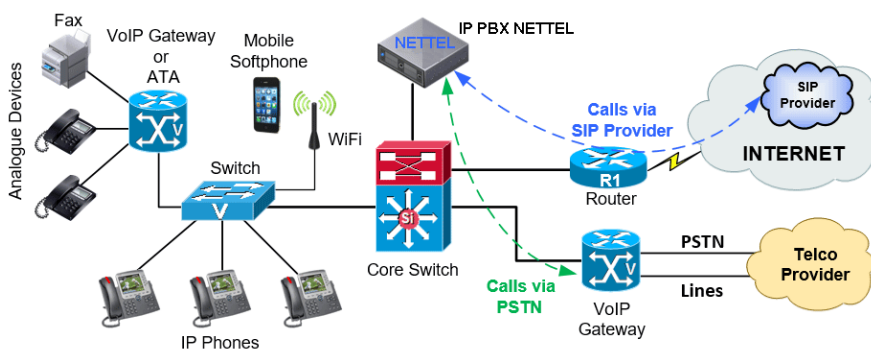 Fax
VoIP Gateway
or
ATA
Analogue Devices
Mobile
Softphone
WiFi
Switch
V
V
IP Phones
IP PBX NETTEL
NETTEL
Si
Core Switch
Calls via
SIP Provider
R1
Router
SIP
Provider
INTERNET
Calls via
PSTN
V
VoIP
Gateway
PSTN
Lines
Telco
Provider